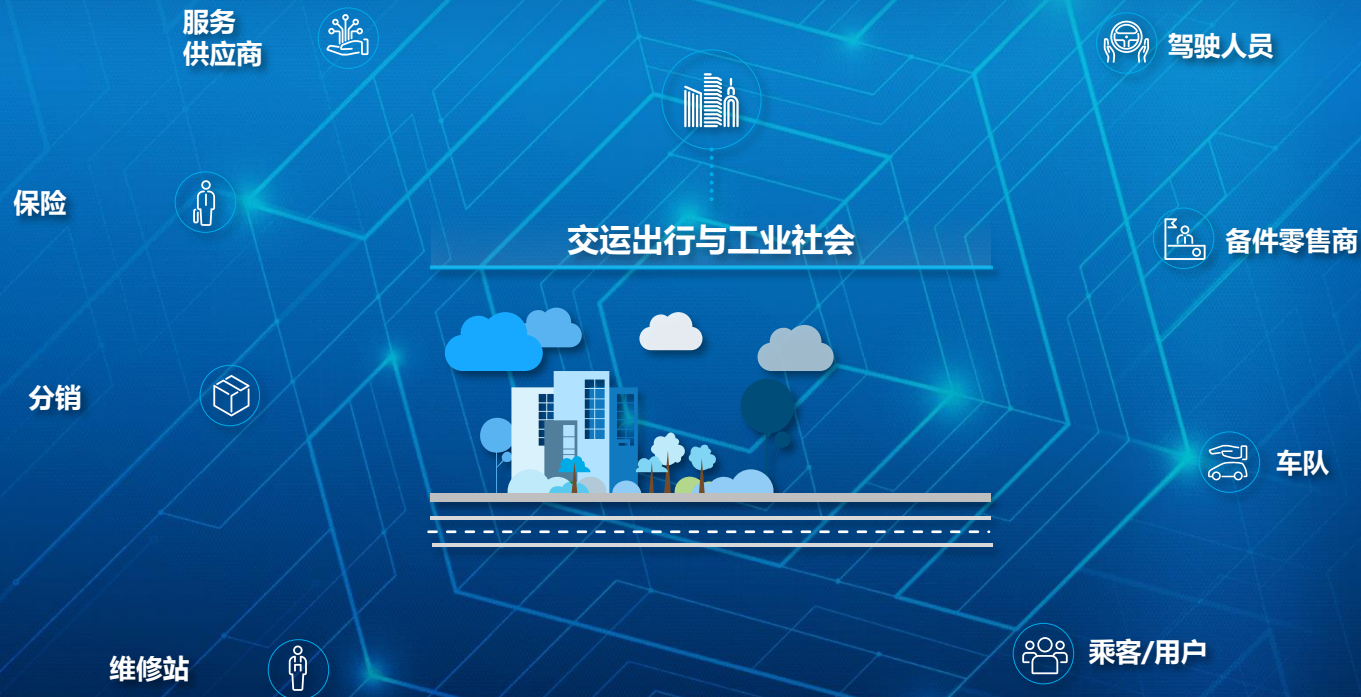 服务
供应商
驾驶人员
保险
交运出行与工业社会
备件零售商
分销
车队
维修站
乘客/用户